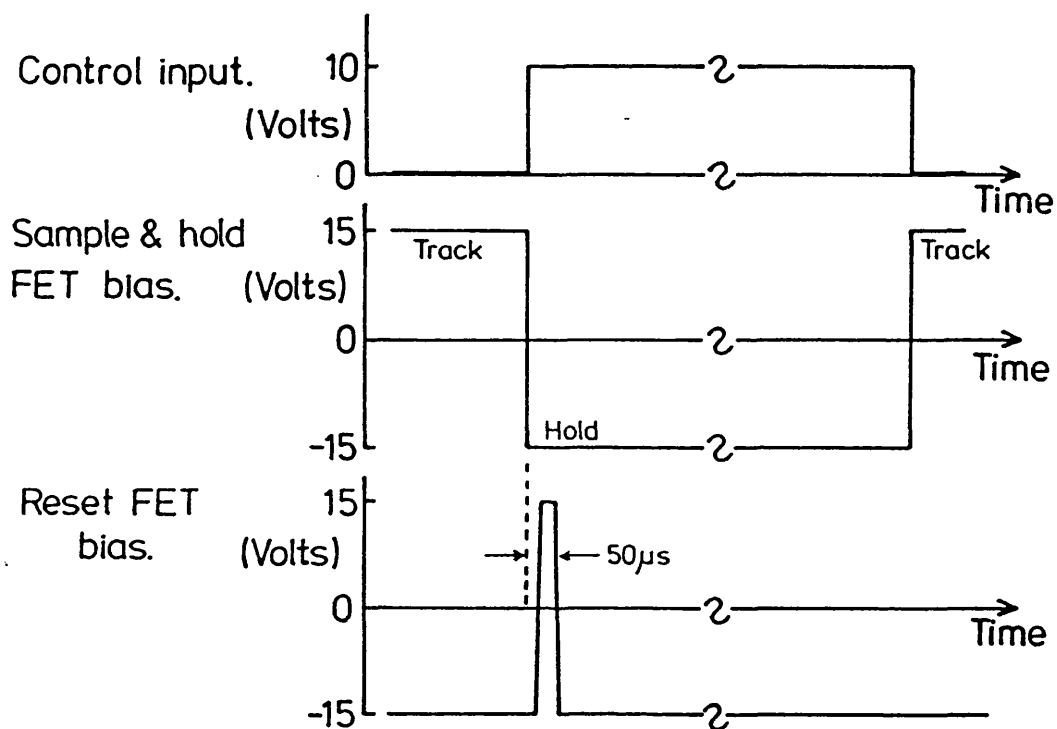 Control input.
(Volts)
10
0
Time
Sample & hold
FET bias. (Volts)
15
Track
Track
0
Time
Hold
-15
Reset FET
bias. (Volts)
15
50µs
0
Time
-15